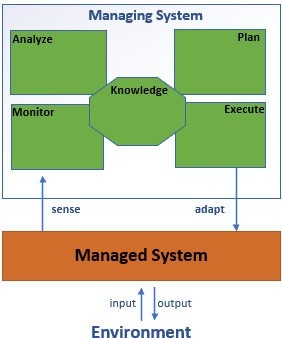 Managing System
Analyze
Plan
Knowledge
Monitor
Execute
sense
adapt
Managed System
input
output
Environment